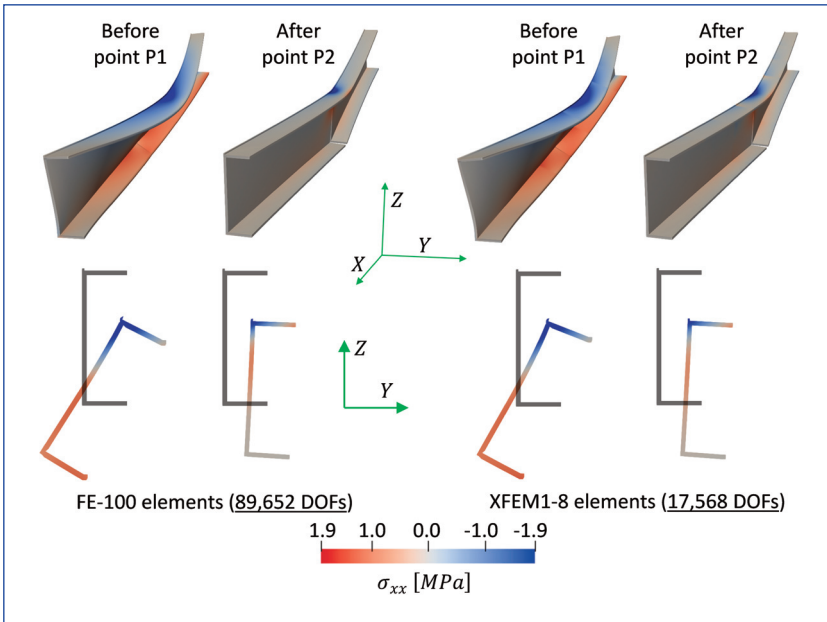 Before
point P1
After
point P2
Before
point P1
After
point P2
Z
Y
X
Z
Y
FE-100 elements (89,652 DOFs)
XFEM1-8 elements (17,568 DOFs)
1.9 1.0 0.0 -1.0 -1.9
σxx [MPa]